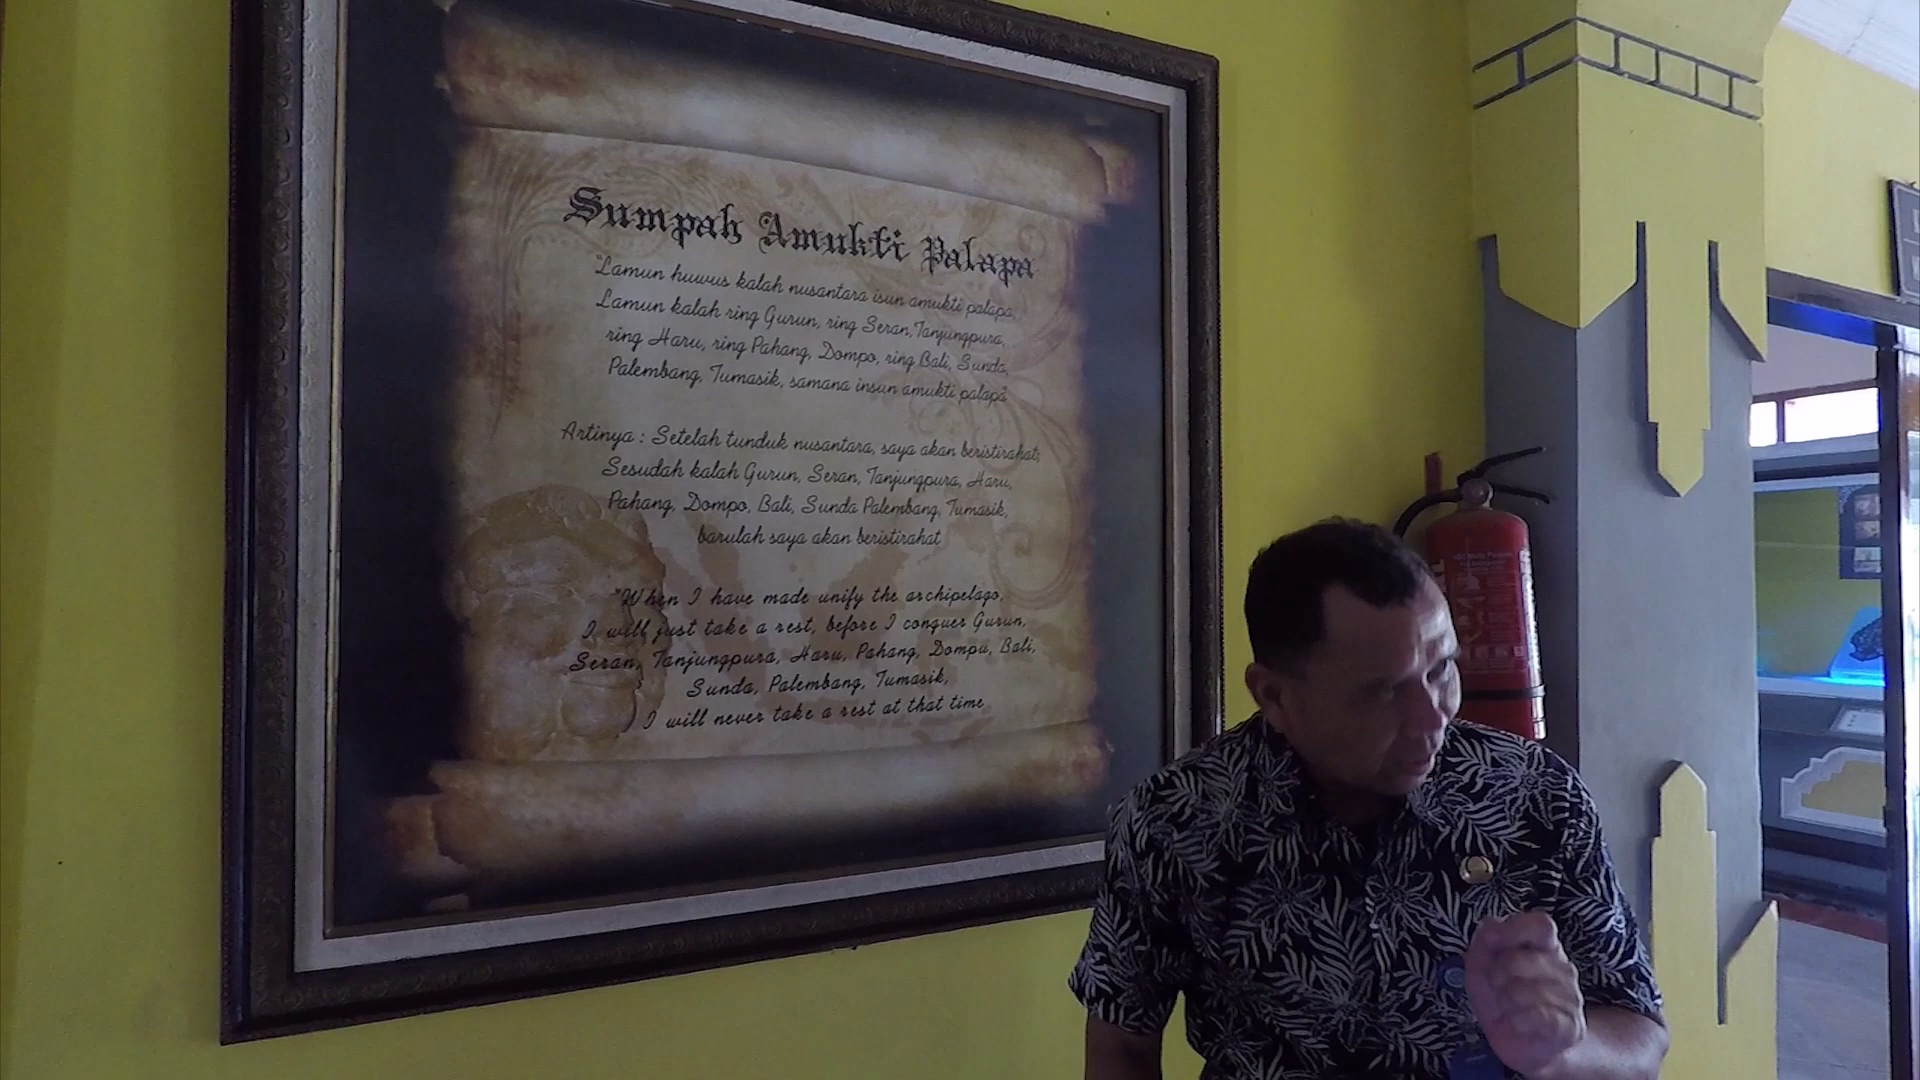 Sumpah Amukti Palapa
"Lamun huwus kalah nusantara isun amukti palapa,
Lamun kalah ring Gurun, ring Seran, Tanjungpura,
ring Haru, ring Pahang, Dompo, ring Bali, Sunda,
Palembang, Tumasik, samana insun amukti palapa"
Artinya : Setelah tunduk nusantara, saya akan beristirahat;
Sesudah kalah Gurun, Seran, Tanjungpura, Haru,
Pahang, Dompo, Bali, Sunda Palembang, Tumasik,
barulah saya akan beristirahat
"When I have made unify the archipelago,
I will just take a rest, before I conquer Gurun,
Seran, Tanjungpura, Haru, Pahang, Dompu, Bali,
Sunda, Palembang, Tumasik,
I will never take a rest at that time